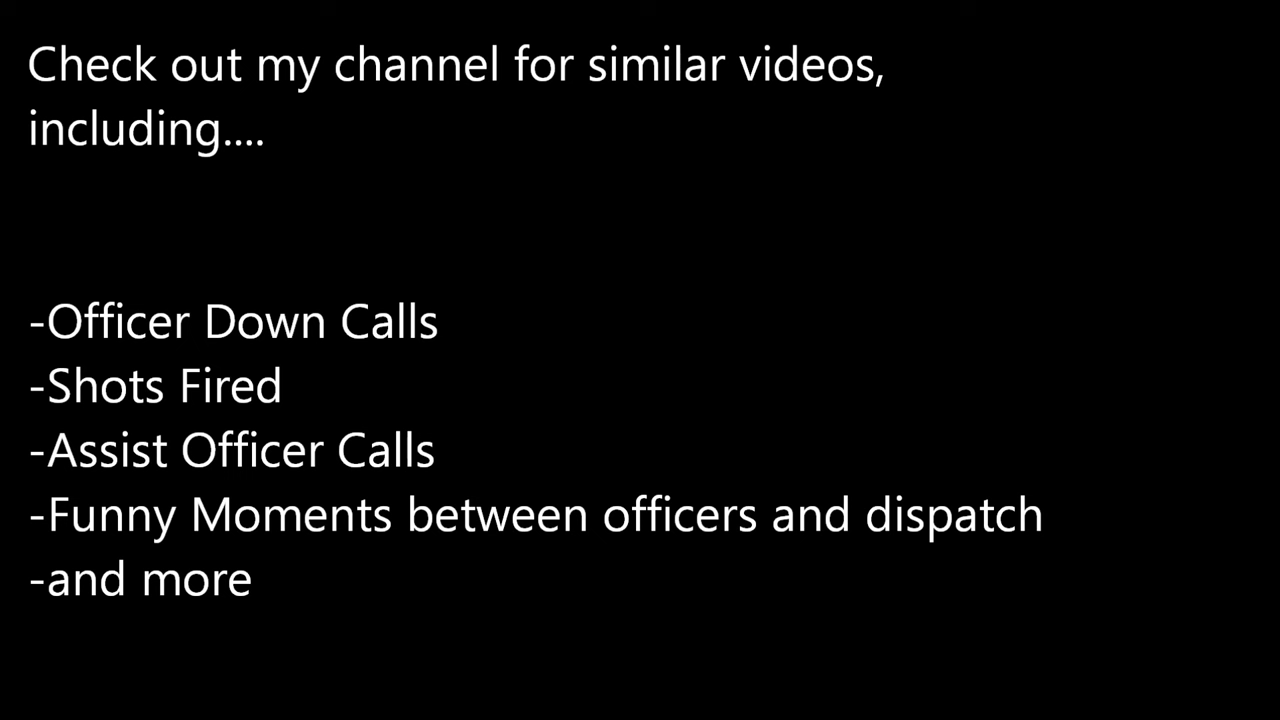 Check out my channel for similar videos,
including....
-Officer Down Calls
-Shots Fired
-Assist Officer Calls
-Funny Moments between officers and dispatch
-and more